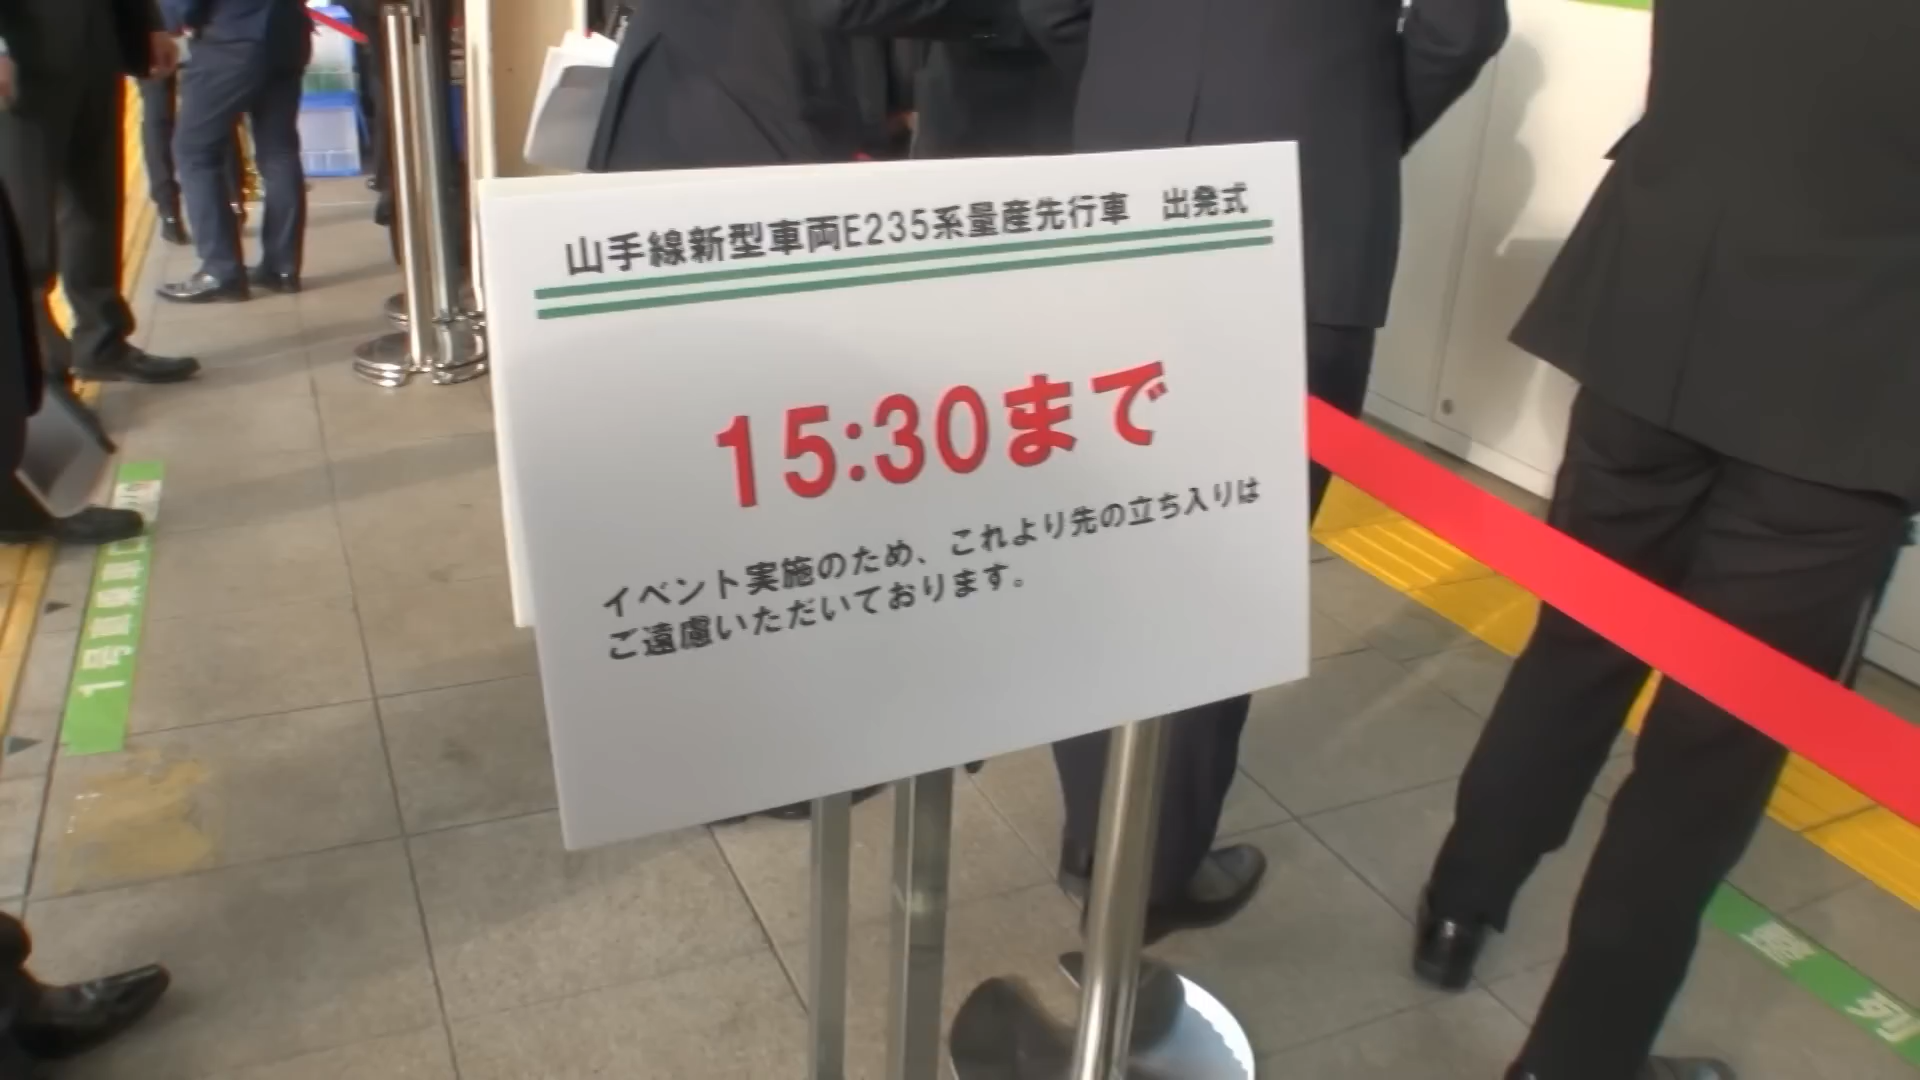 山手線新型車両E235系量産先行車　出発式
15:30まで
イベント実施のため、これより先の立ち入りは
ご遠慮いただいております。
1号